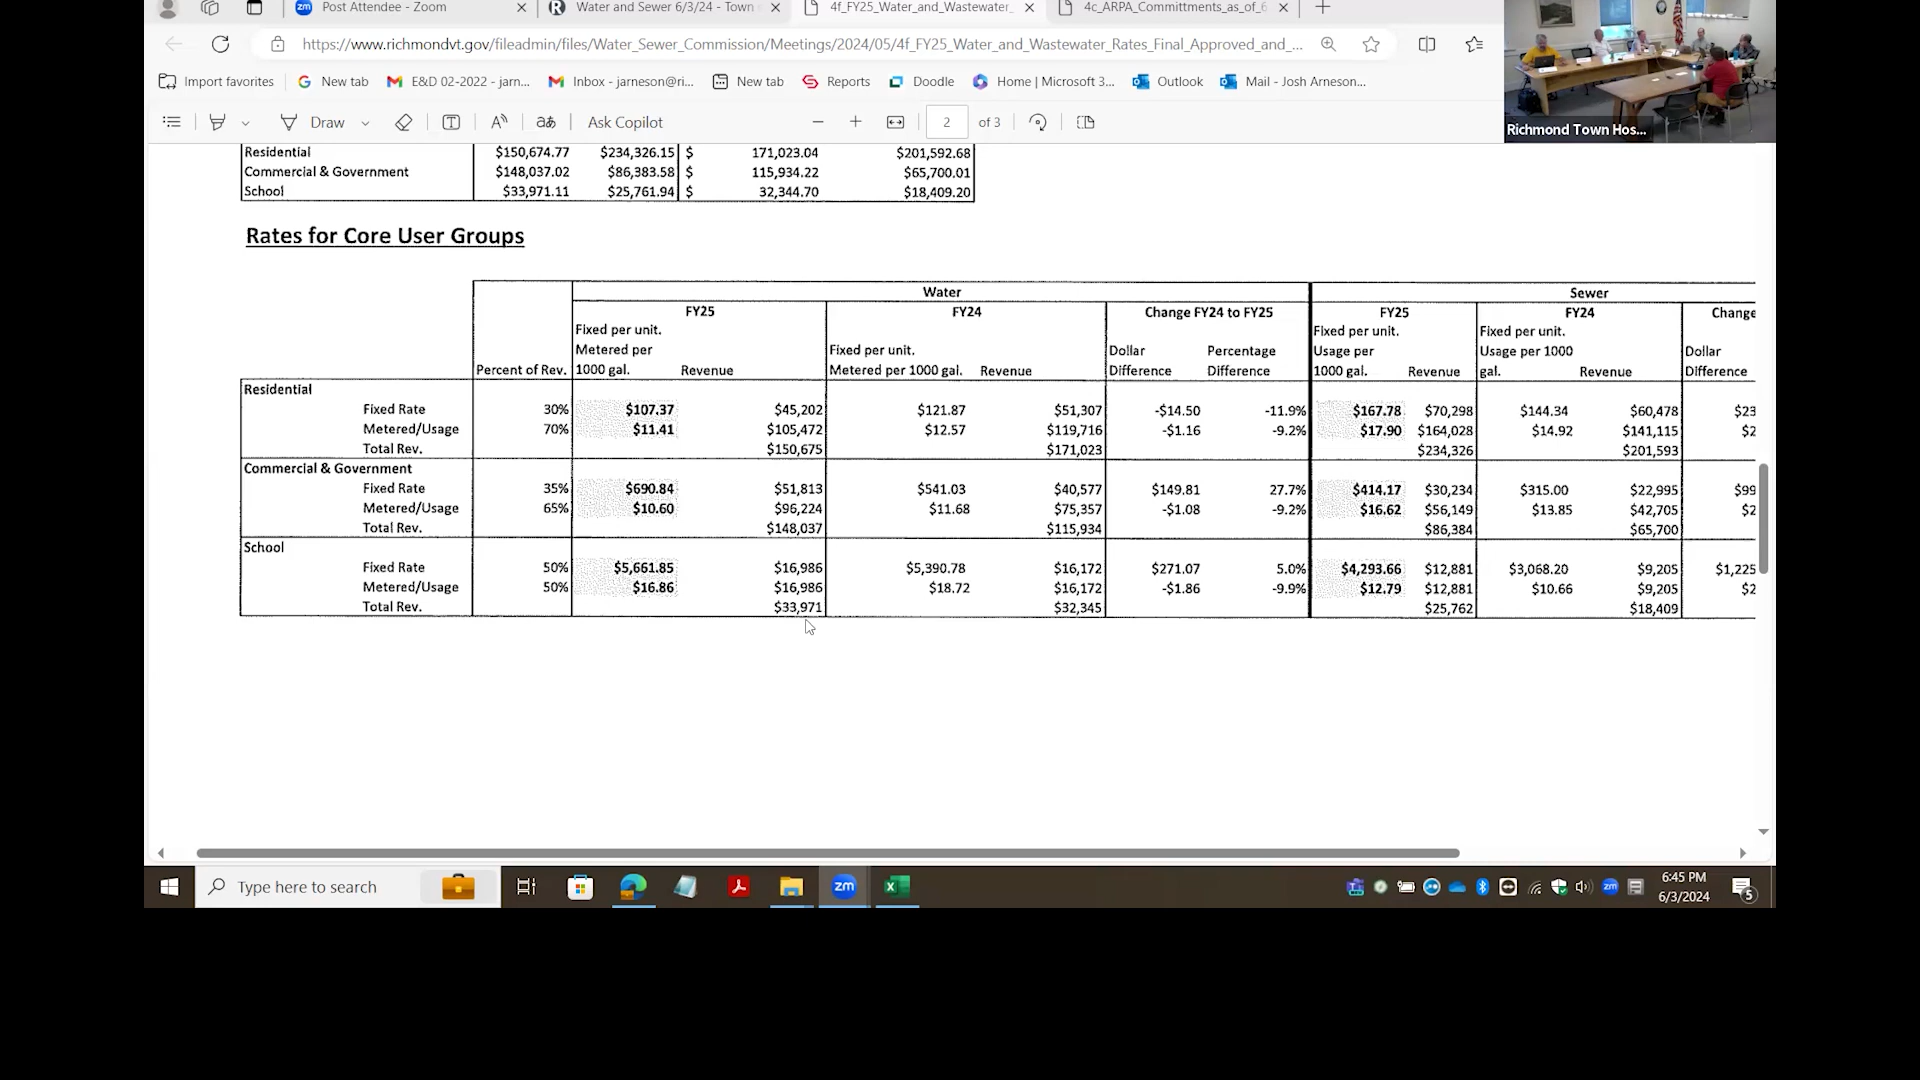 Post Attendee - Zoom
Water and Sewer 6/3/24 - Town
4f_FY25_Water_and_Wastewater_
4c_ARPA_Committments_as_of_6
https://www.richmondvt.gov/fileadmin/files/Water_Sewer_Commission/Meetings/2024/05/4f_FY25_Water_and_Wastewater_Rates_Final_Approved_and_...
Import favorites New tab E&D 02-2022 - jarn... Inbox - jarneson@ri... New tab Reports Doodle Home | Microsoft 3... Outlook Mail - Josh Arneson...
Richmond Town Hos...
Draw Ask Copilot 2 of 3
Residential $150,674.77 $234,326.15 $ 171,023.04 $201,592.68
Commercial & Government $148,037.02 $86,383.58 $ 115,934.22 $65,700.01
School $33,971.11 $25,761.94 $ 32,344.70 $18,409.20
Rates for Core User Groups
Water Sewer
FY25 FY24 Change FY24 to FY25 FY25 FY24 Change
Fixed per unit. Fixed per unit. Fixed per unit.
Metered per Fixed per unit. Dollar Percentage Usage per Usage per 1000 Dollar
Percent of Rev. 1000 gal. Revenue Metered per 1000 gal. Revenue Difference Difference 1000 gal. Revenue gal. Revenue Difference
Residential
Fixed Rate 30% $107.37 $45,202 $121.87 $51,307 -$14.50 -11.9% $167.78 $70,298 $144.34 $60,478 $23
Metered/Usage 70% $11.41 $105,472 $12.57 $119,716 -$1.16 -9.2% $17.90 $164,028 $14.92 $141,115 $2
Total Rev. $150,675 $171,023 $234,326 $201,593
Commercial & Government
Fixed Rate 35% $690.84 $51,813 $541.03 $40,577 $149.81 27.7% $414.17 $30,234 $315.00 $22,995 $99
Metered/Usage 65% $10.60 $96,224 $11.68 $75,357 -$1.08 -9.2% $16.62 $56,149 $13.85 $42,705 $2
Total Rev. $148,037 $115,934 $86,384 $65,700
School
Fixed Rate 50% $5,661.85 $16,986 $5,390.78 $16,172 $271.07 5.0% $4,293.66 $12,881 $3,068.20 $9,205 $1,225
Metered/Usage 50% $16.86 $16,986 $18.72 $16,172 -$1.86 -9.9% $12.79 $12,881 $10.66 $9,205 $2
Total Rev. $33,971 $32,345 $25,762 $18,409
Type here to search
zm
zm
6:45 PM
6/3/2024
5